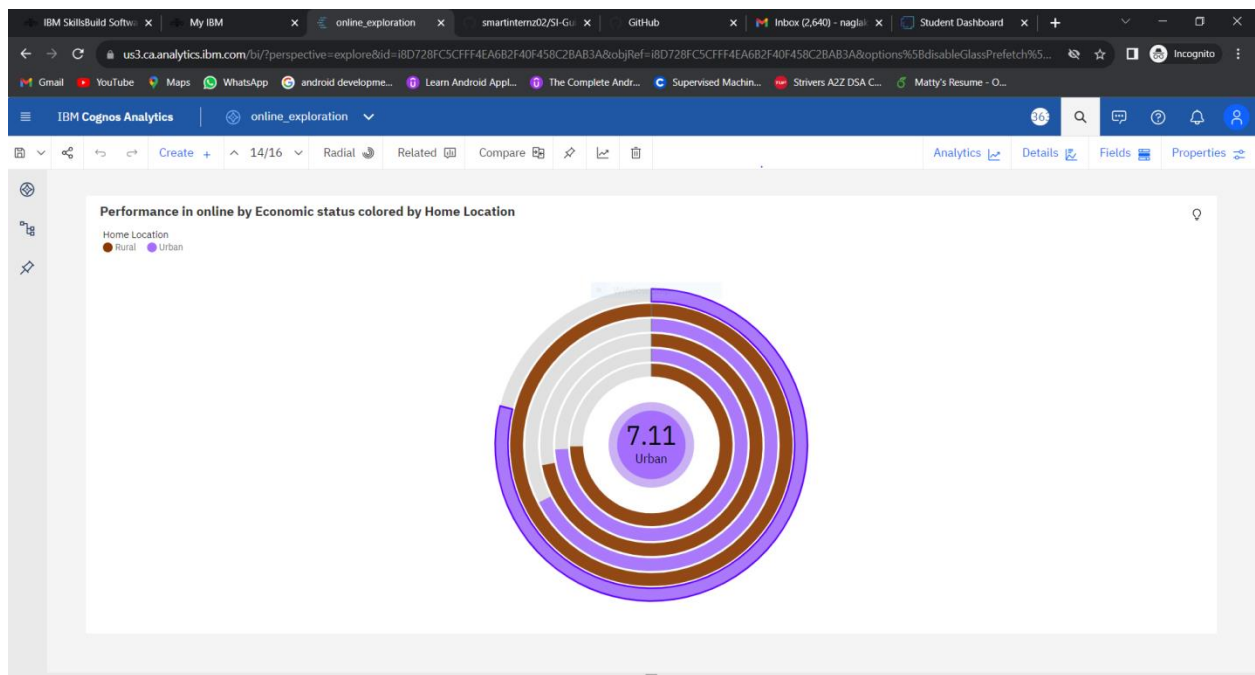 IBM SkillsBuild Softwa
My IBM
online_exploration
smartinternz02/SI-Gui
GitHub
Inbox (2,640) - naglal
Student Dashboard
us3.ca.analytics.ibm.com/bi/?perspective=explore&id=i8D728FC5CFFF4EA6B2F40F458C2BAB3A&objRef=i8D728FC5CFFF4EA6B2F40F458C2BAB3A&options%5BdisableGlassPrefetch%5...
Incognito
Gmail YouTube Maps WhatsApp android developme... Learn Android Appl... The Complete Andr... Supervised Machin... Strivers A2Z DSA C... Matty's Resume - O...
IBM Cognos Analytics
online_exploration
Create + 14/16 Radial Related Compare
Analytics Details Fields Properties
Performance in online by Economic status colored by Home Location
Home Location
Rural Urban
7.11
Urban